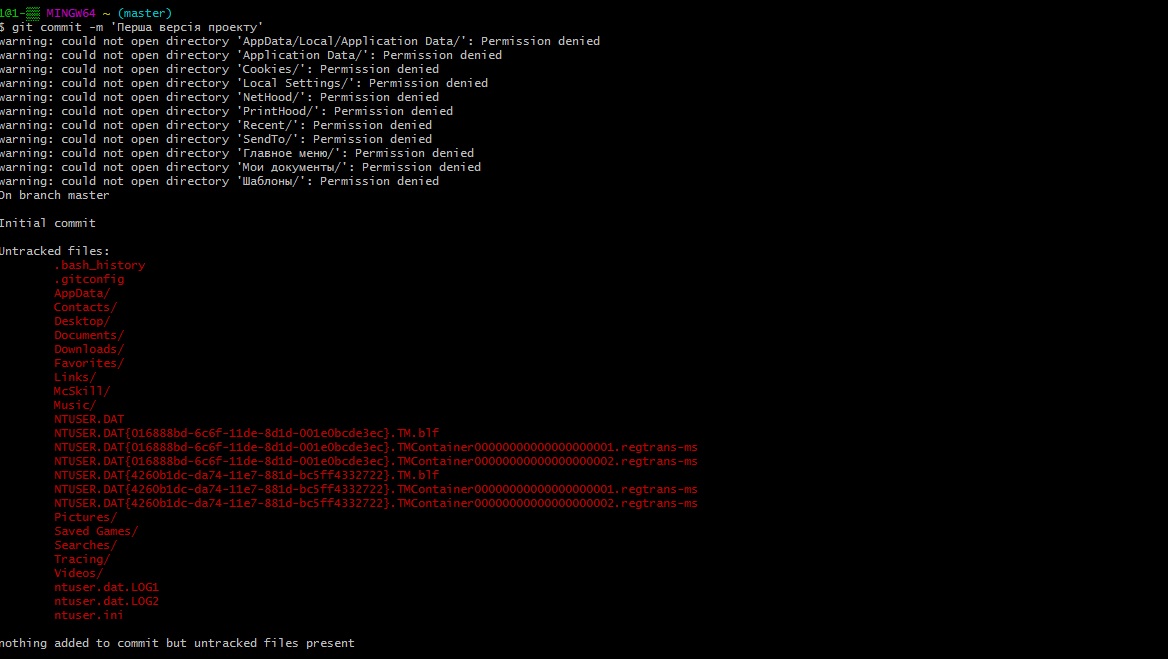 1@1-▒▒ MINGW64 ~ (master)
$ git commit -m 'Перша версія проекту'
warning: could not open directory 'AppData/Local/Application Data/': Permission denied
warning: could not open directory 'Application Data/': Permission denied
warning: could not open directory 'Cookies/': Permission denied
warning: could not open directory 'Local Settings/': Permission denied
warning: could not open directory 'NetHood/': Permission denied
warning: could not open directory 'PrintHood/': Permission denied
warning: could not open directory 'Recent/': Permission denied
warning: could not open directory 'SendTo/': Permission denied
warning: could not open directory 'Главное меню/': Permission denied
warning: could not open directory 'Мои документы/': Permission denied
warning: could not open directory 'Шаблоны/': Permission denied
On branch master
Initial commit
Untracked files:
.bash_history
.gitconfig
AppData/
Contacts/
Desktop/
Documents/
Downloads/
Favorites/
Links/
McSkill/
Music/
NTUSER.DAT
NTUSER.DAT{016888bd-6c6f-11de-8d1d-001e0bcde3ec}.TM.blf
NTUSER.DAT{016888bd-6c6f-11de-8d1d-001e0bcde3ec}.TMContainer00000000000000000001.regtrans-ms
NTUSER.DAT{016888bd-6c6f-11de-8d1d-001e0bcde3ec}.TMContainer00000000000000000002.regtrans-ms
NTUSER.DAT{4260b1dc-da74-11e7-881d-bc5ff4332722}.TM.blf
NTUSER.DAT{4260b1dc-da74-11e7-881d-bc5ff4332722}.TMContainer00000000000000000001.regtrans-ms
NTUSER.DAT{4260b1dc-da74-11e7-881d-bc5ff4332722}.TMContainer00000000000000000002.regtrans-ms
Pictures/
Saved Games/
Searches/
Tracing/
Videos/
ntuser.dat.LOG1
ntuser.dat.LOG2
ntuser.ini
nothing added to commit but untracked files present